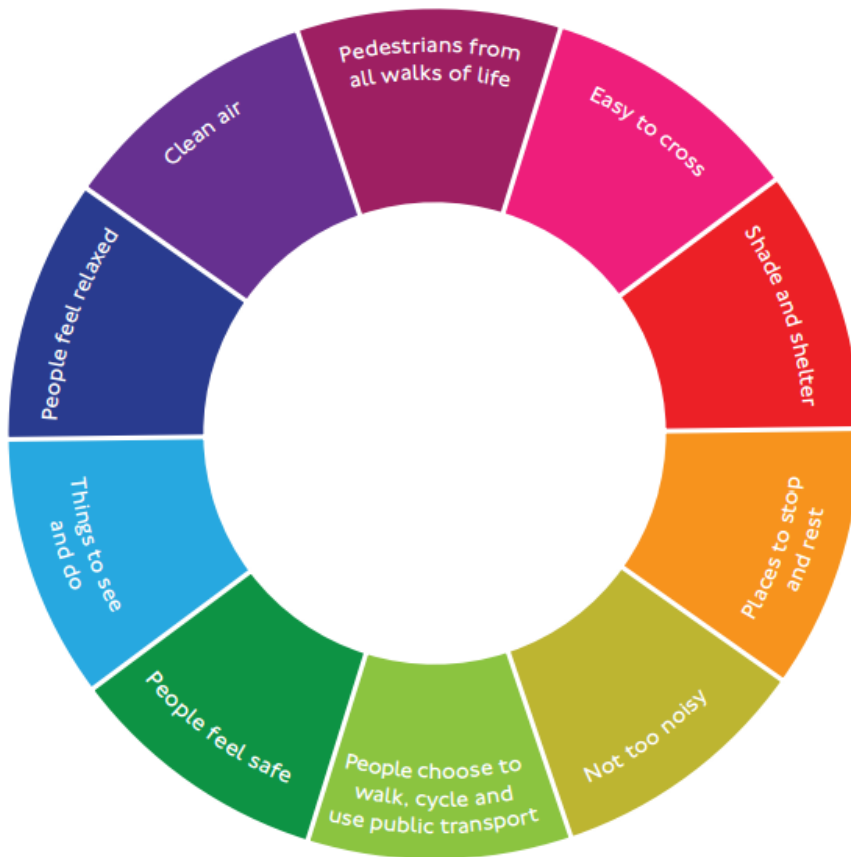 Pedestrians from
all walks of life
Easy to cross
Shade and shelter
Places to stop
and rest
Not too noisy
People choose to
walk, cycle and
use public transport
People feel safe
Things to see
and do
People feel relaxed
Clean air